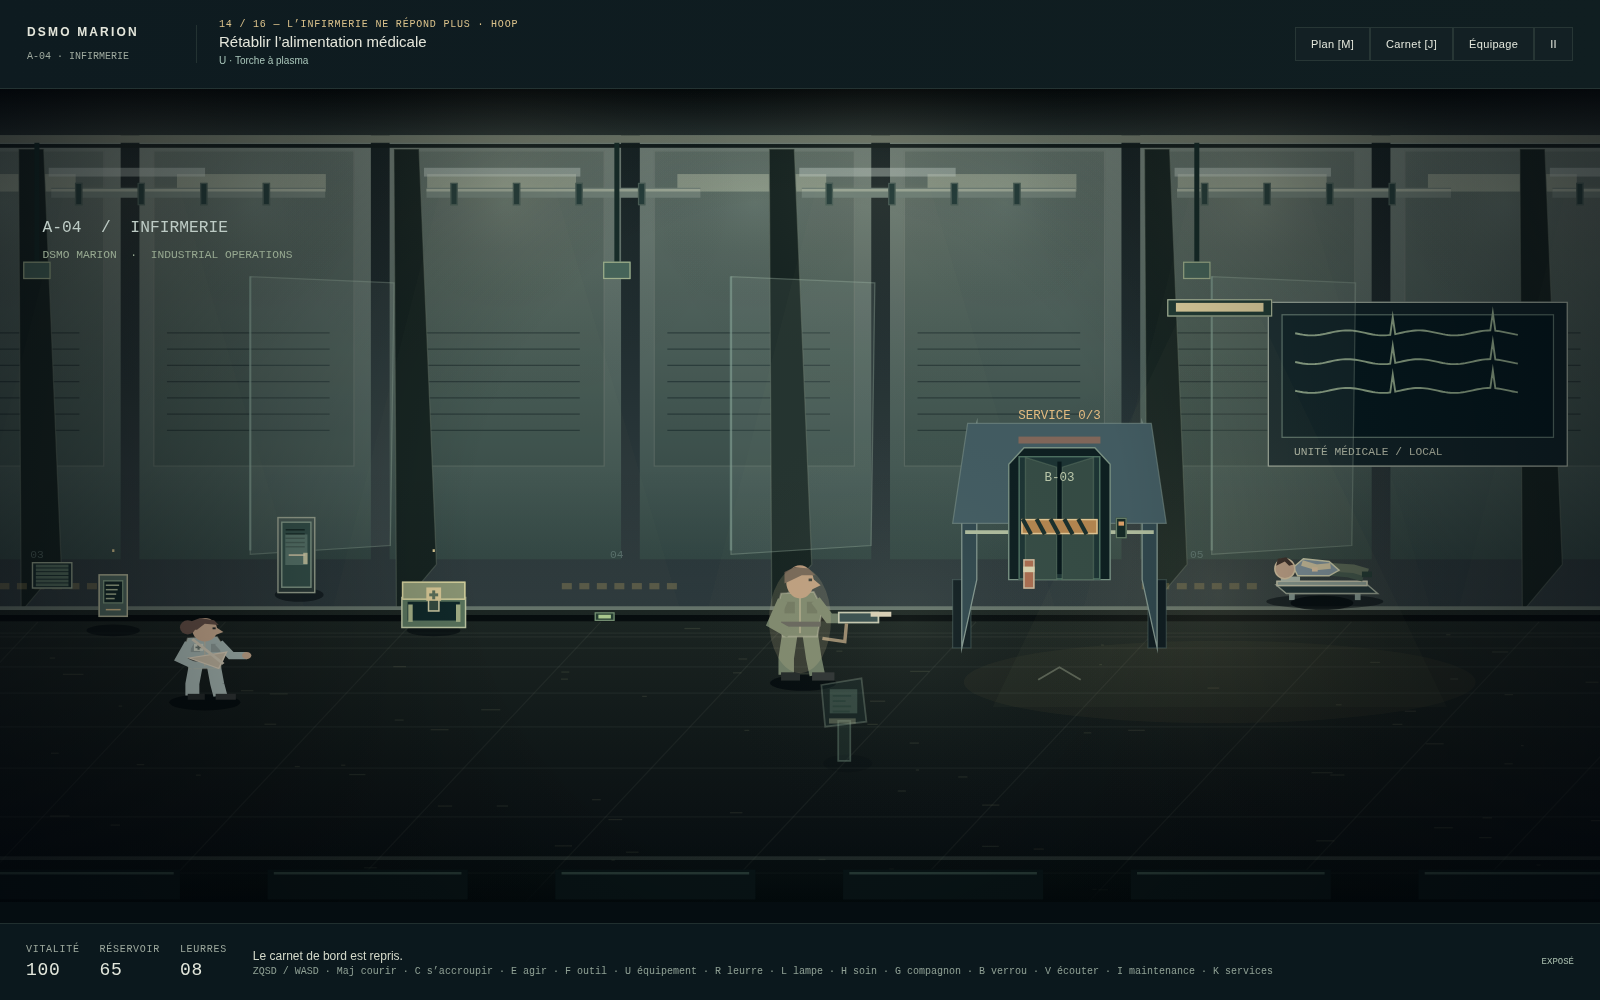 DSMO MARION
A-04 · INFIRMERIE
14 / 16 — L’INFIRMERIE NE RÉPOND PLUS · HOOP
Rétablir l’alimentation médicale
U · Torche à plasma
Plan [M]
Carnet [J]
Équipage
II
A-04 / INFIRMERIE
DSMO MARION · INDUSTRIAL OPERATIONS
SERVICE 0/3
B-03
UNITÉ MÉDICALE / LOCAL
03
04
05
VITALITÉ
100
RÉSERVOIR
65
LEURRES
08
Le carnet de bord est repris.
ZQSD / WASD · Maj courir · C s’accroupir · E agir · F outil · U équipement · R leurre · L lampe · H soin · G compagnon · B verrou · V écouter · I maintenance · K services
EXPOSÉ